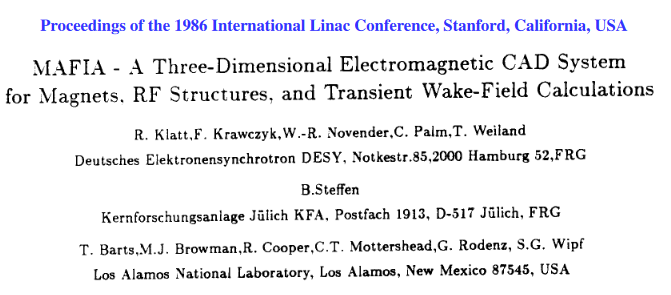 Proceedings of the 1986 International Linac Conference, Stanford, California, USA
MAFIA - A Three-Dimensional Electromagnetic CAD System
for Magnets, RF Structures, and Transient Wake-Field Calculations
R. Klatt,F. Krawczyk,W.-R. Novender,C. Palm,T. Weiland
Deutsches Elektronensynchrotron DESY, Notkestr.85,2000 Hamburg 52,FRG
B.Steffen
Kernforschungsanlage Jülich KFA, Postfach 1913, D-517 Jülich, FRG
T. Barts,M.J. Browman,R. Cooper,C.T. Mottershead,G. Rodenz, S.G. Wipf
Los Alamos National Laboratory, Los Alamos, New Mexico 87545, USA